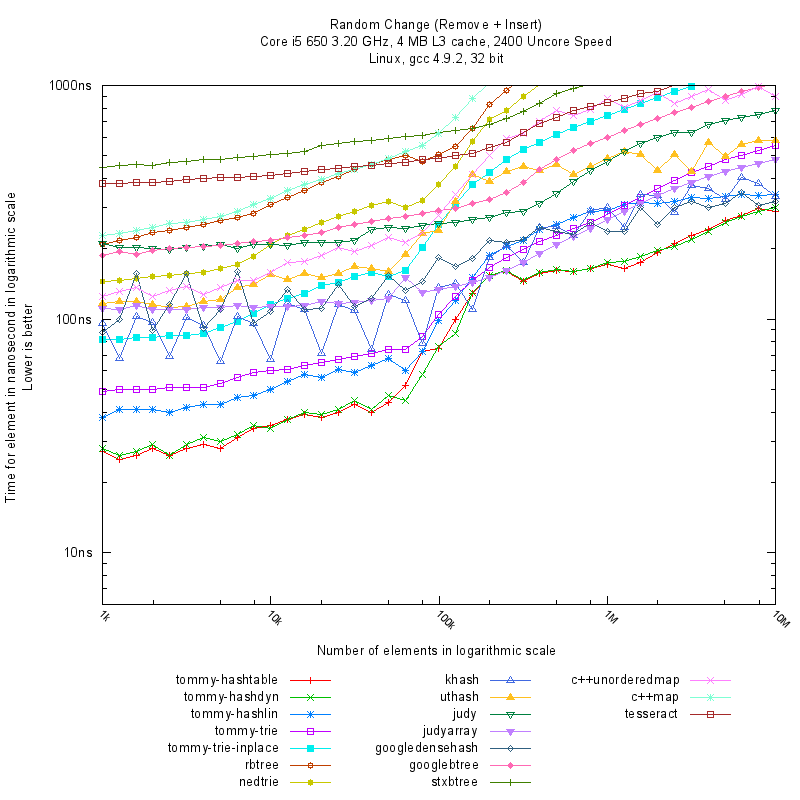 Random Change (Remove + Insert)
Core i5 650 3.20 GHz, 4 MB L3 cache, 2400 Uncore Speed
Linux, gcc 4.9.2, 32 bit
1000ns
100ns
10ns
Time for element in nanosecond in logarithmic scale
Lower is better
1k
10k
100k
1M
10M
Number of elements in logarithmic scale
tommy-hashtable
tommy-hashdyn
tommy-hashlin
tommy-trie
tommy-trie-inplace
rbtree
nedtrie
khash
uthash
judy
judyarray
googledensehash
googlebtree
stxbtree
c++unorderedmap
c++map
tesseract